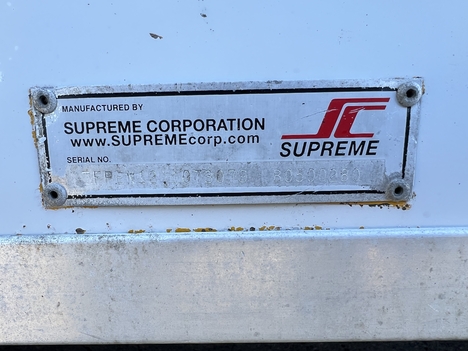 MANUFACTURED BY
SUPREME CORPORATION
www.SUPREMEcorp.com
SUPREME
SERIAL NO.